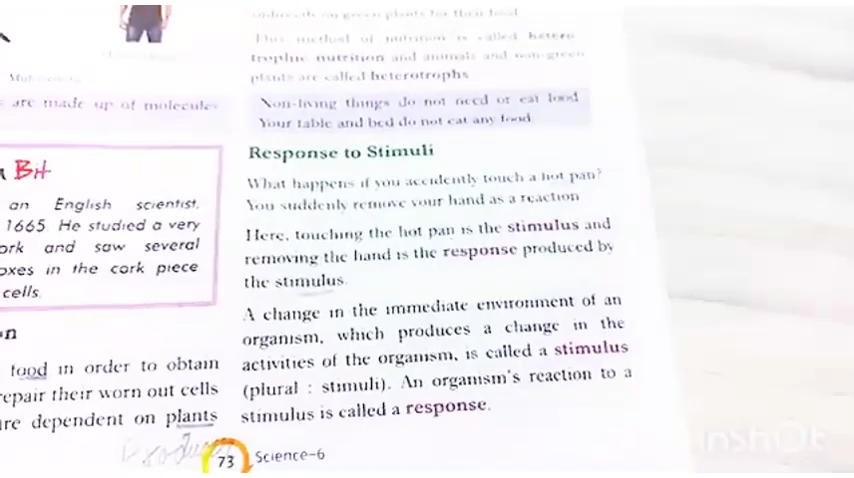 s are made up of molecules
Bit
an English scientist,
1665. He studied a very
ork and saw several
oxes in the cork piece
cells.
on
food in order to obtain
repair their worn out cells
re dependent on plants
on green plants for their food.
This method of nutrition is called hetero
trophic nutrition and animals and non-green
plants are called heterotrophs.
Non-living things do not need or eat food
Your table and bed do not eat any food
Response to Stimuli
What happens if you accidently touch a hot pan?
You suddenly remove your hand as a reaction
Here, touching the hot pan is the stimulus and
removing the hand is the response produced by
the stimulus.
A change in the immediate environment of an
organism, which produces a change in the
activities of the organism, is called a stimulus
(plural : stimuli). An organism's reaction to a
stimulus is called a response.
73 Science-6
InShOt